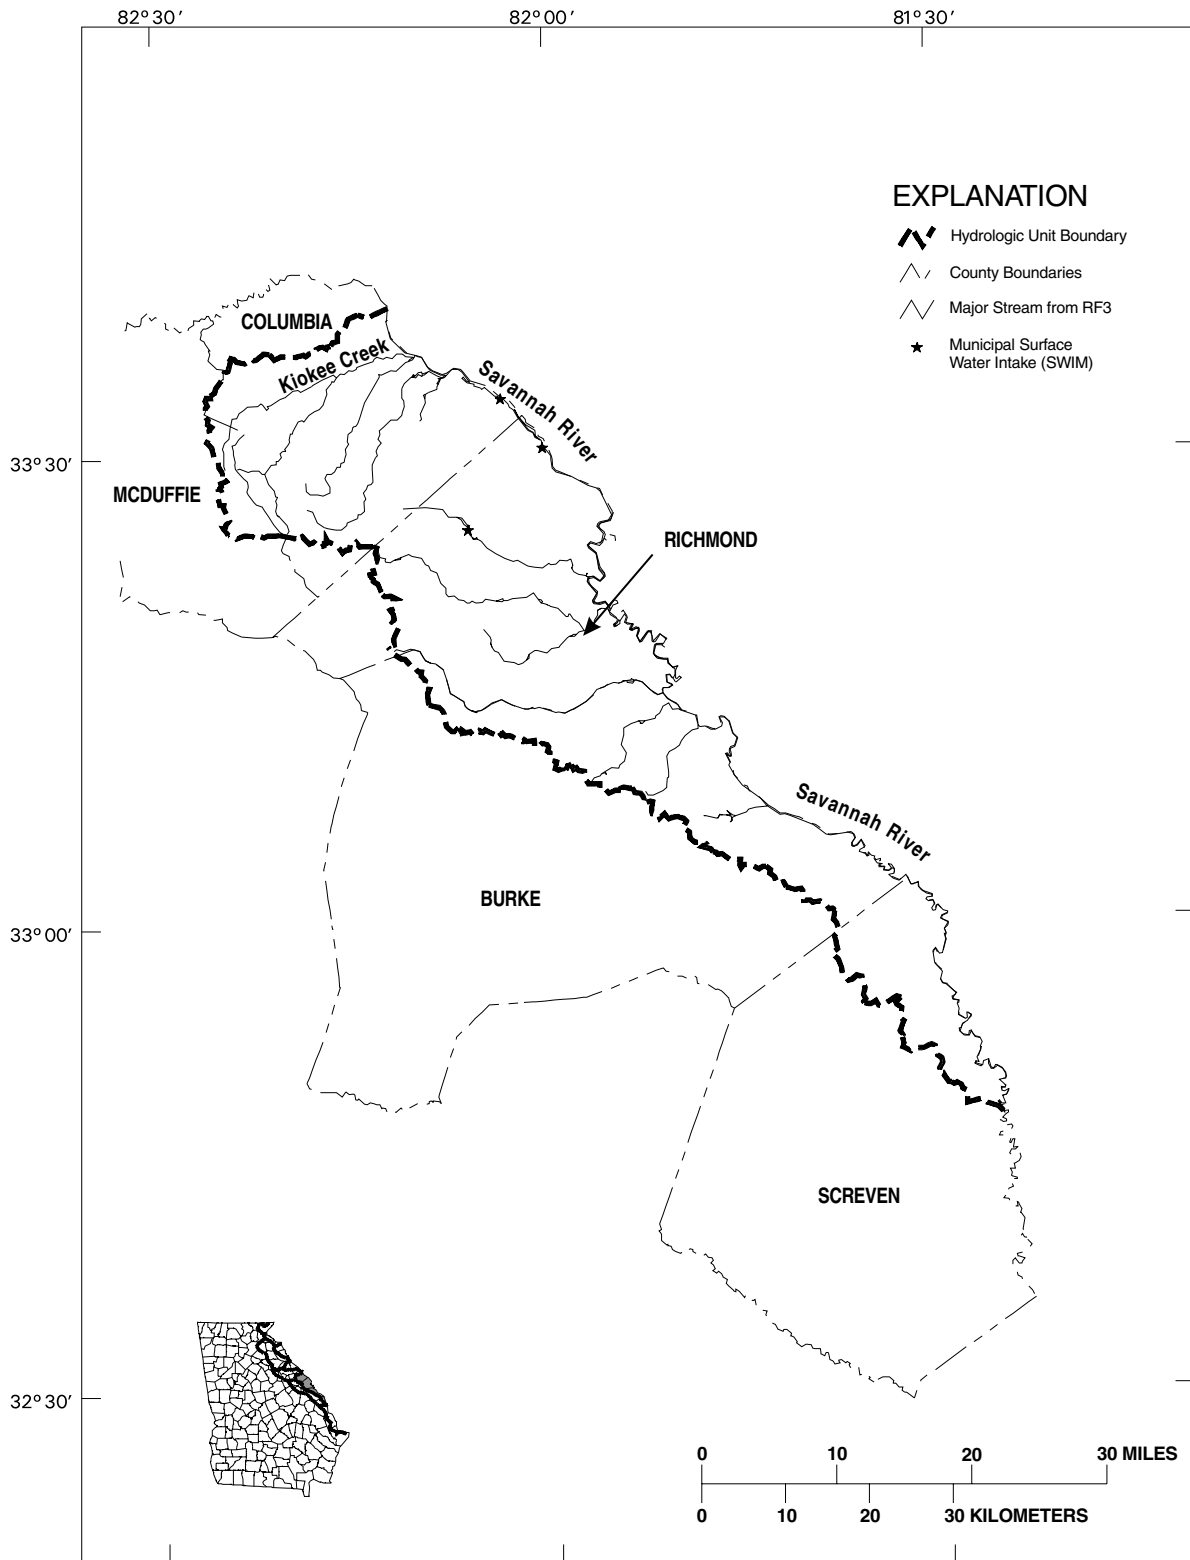 82° 30′
82° 00′
81° 30′
EXPLANATION
Hydrologic Unit Boundary
County Boundaries
Major Stream from RF3
Municipal Surface
Water Intake (SWIM)
COLUMBIA
Kiokee Creek
Savannah River
33° 30′
MCDUFFIE
RICHMOND
Savannah River
BURKE
33° 00′
SCREVEN
32° 30′
0 10 20 30 MILES
0 10 20 30 KILOMETERS